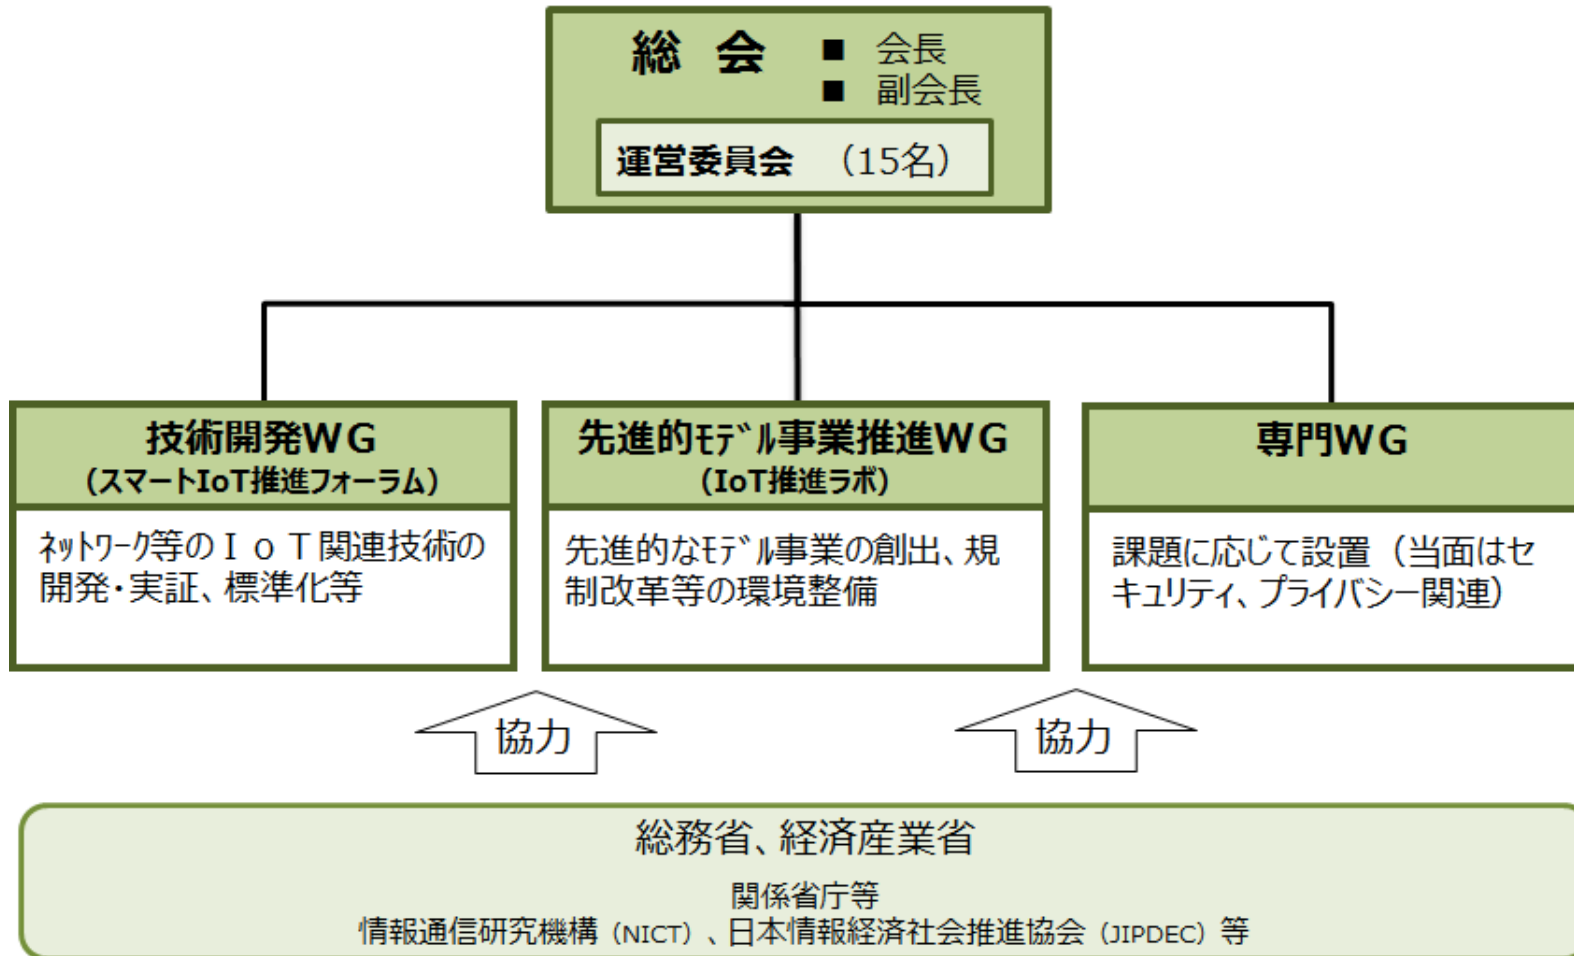 総 会 ■ 会長
■ 副会長
運営委員会 （15名）
技術開発WG
（スマートIoT推進フォーラム）
ﾈｯﾄﾜｰｸ等のＩｏＴ関連技術の
開発・実証、標準化等
先進的ﾓﾃﾞﾙ事業推進WG
（IoT推進ラボ）
先進的なﾓﾃﾞﾙ事業の創出、規
制改革等の環境整備
専門WG
課題に応じて設置（当面はセ
キュリティ、プライバシー関連）
協力
協力
総務省、経済産業省
関係省庁等
情報通信研究機構（NICT）、日本情報経済社会推進協会（JIPDEC）等